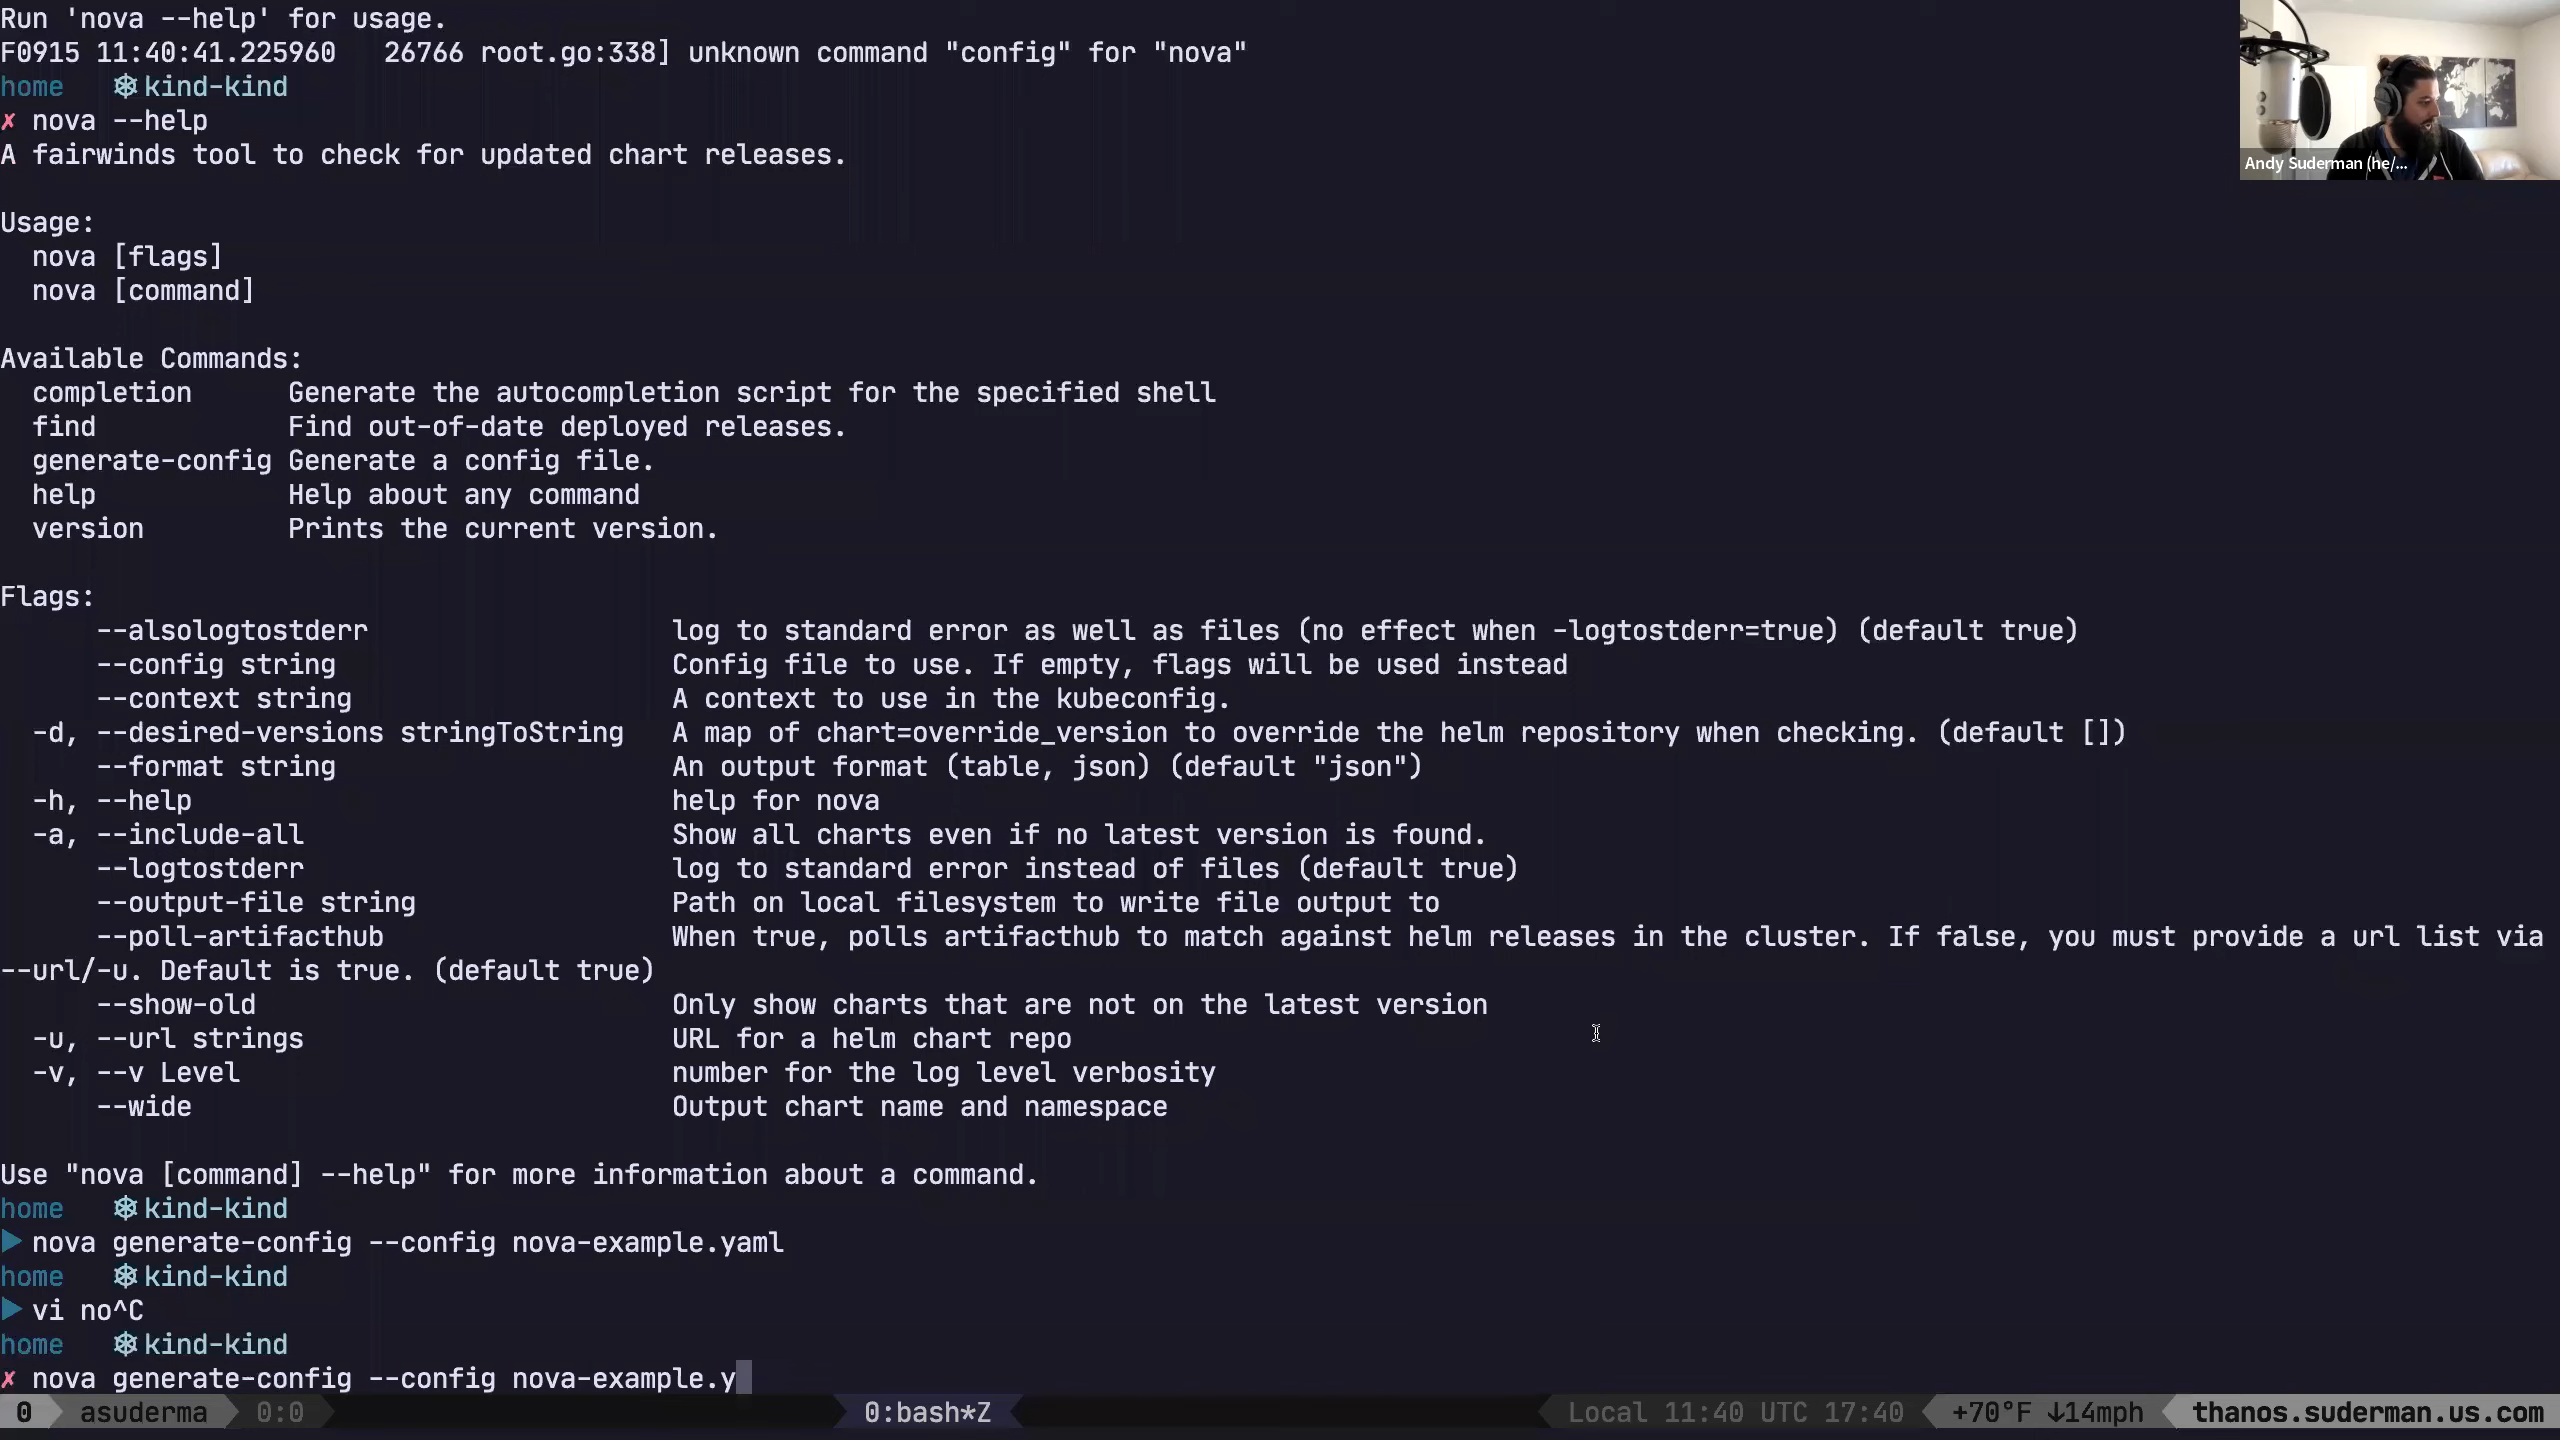 Run 'nova --help' for usage.
F0915 11:40:41.225960   26766 root.go:338] unknown command "config" for "nova"
home   ⎈ kind-kind
✗ nova --help
A fairwinds tool to check for updated chart releases.
Andy Suderman (he/...
Usage:
  nova [flags]
  nova [command]
Available Commands:
  completion      Generate the autocompletion script for the specified shell
  find            Find out-of-date deployed releases.
  generate-config Generate a config file.
  help            Help about any command
  version         Prints the current version.
Flags:
      --alsologtostderr                   log to standard error as well as files (no effect when -logtostderr=true) (default true)
      --config string                     Config file to use. If empty, flags will be used instead
      --context string                    A context to use in the kubeconfig.
  -d, --desired-versions stringToString   A map of chart=override_version to override the helm repository when checking. (default [])
      --format string                     An output format (table, json) (default "json")
  -h, --help                              help for nova
  -a, --include-all                       Show all charts even if no latest version is found.
      --logtostderr                       log to standard error instead of files (default true)
      --output-file string                Path on local filesystem to write file output to
      --poll-artifacthub                  When true, polls artifacthub to match against helm releases in the cluster. If false, you must provide a url list via
--url/-u. Default is true. (default true)
      --show-old                          Only show charts that are not on the latest version
  -u, --url strings                       URL for a helm chart repo
  -v, --v Level                           number for the log level verbosity
      --wide                              Output chart name and namespace
Use "nova [command] --help" for more information about a command.
home   ⎈ kind-kind
▶ nova generate-config --config nova-example.yaml
home   ⎈ kind-kind
▶ vi no^C
home   ⎈ kind-kind
✗ nova generate-config --config nova-example.y
0 asuderma 0:0 0:bash*Z Local 11:40 UTC 17:40 +70°F ↓14mph thanos.suderman.us.com